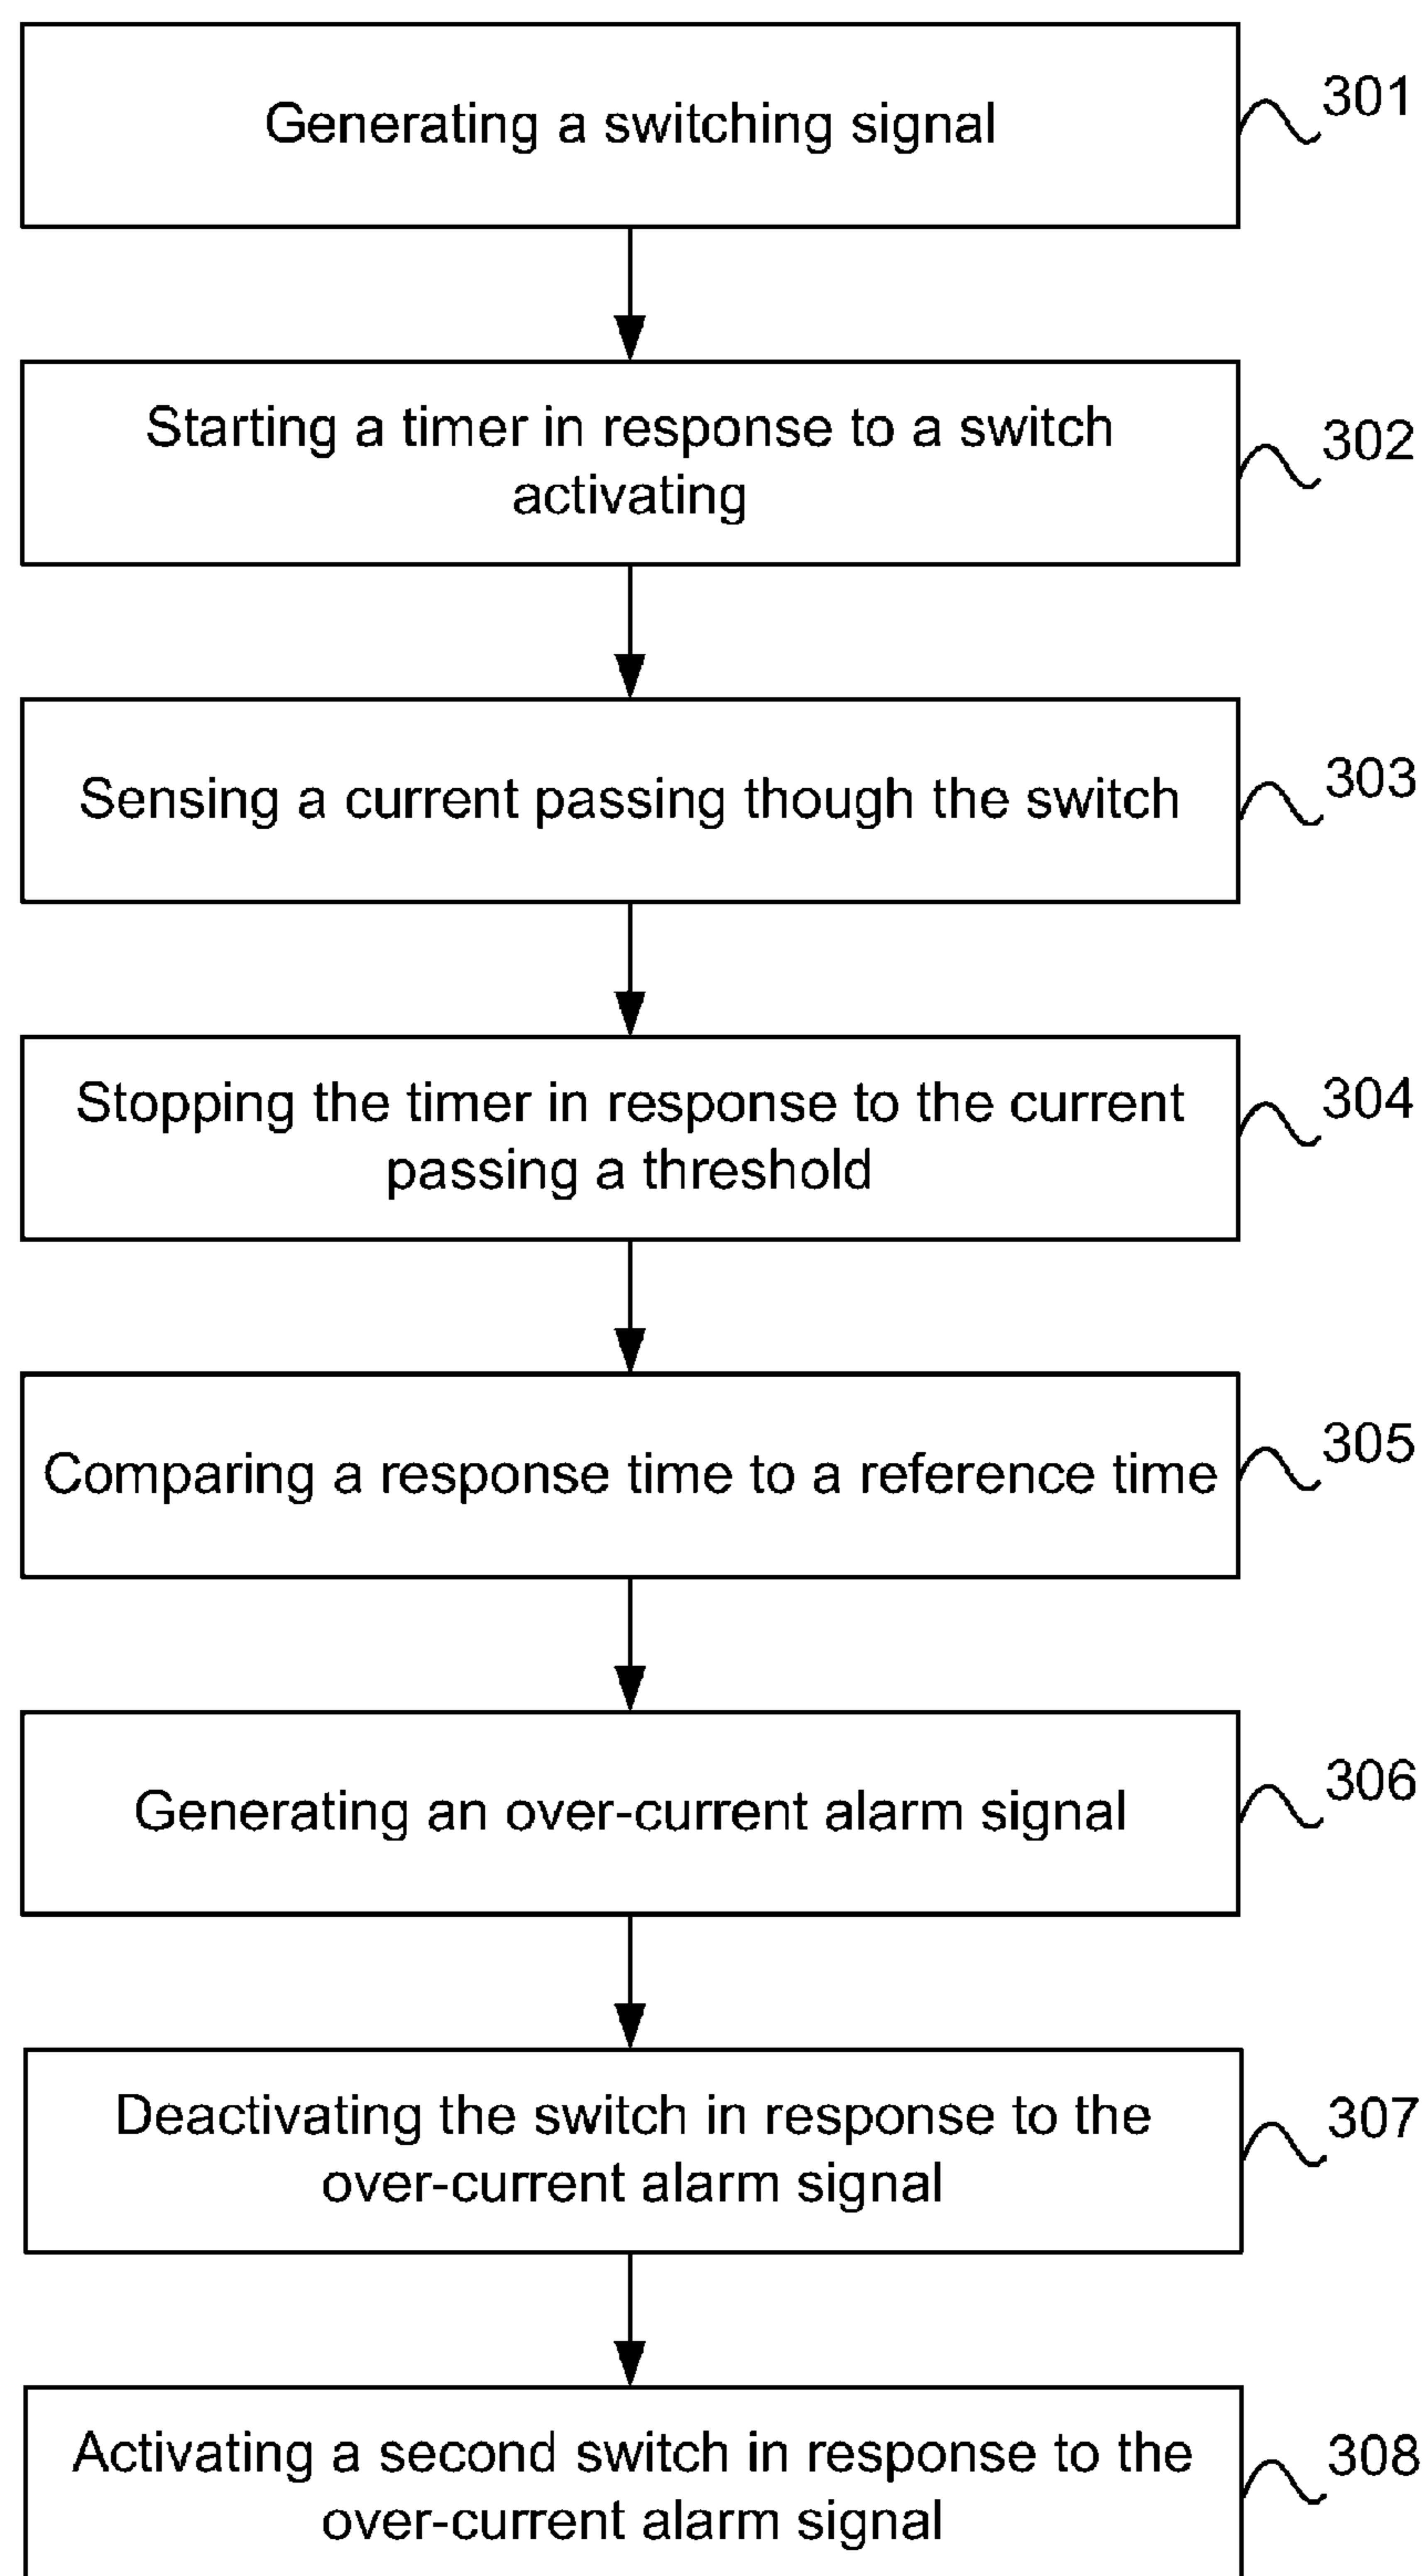 Generating a switching signal
301
Starting a timer in response to a switch
activating
302
Sensing a current passing though the switch
303
Stopping the timer in response to the current
passing a threshold
304
Comparing a response time to a reference time
305
Generating an over-current alarm signal
306
Deactivating the switch in response to the
over-current alarm signal
307
Activating a second switch in response to the
over-current alarm signal
308